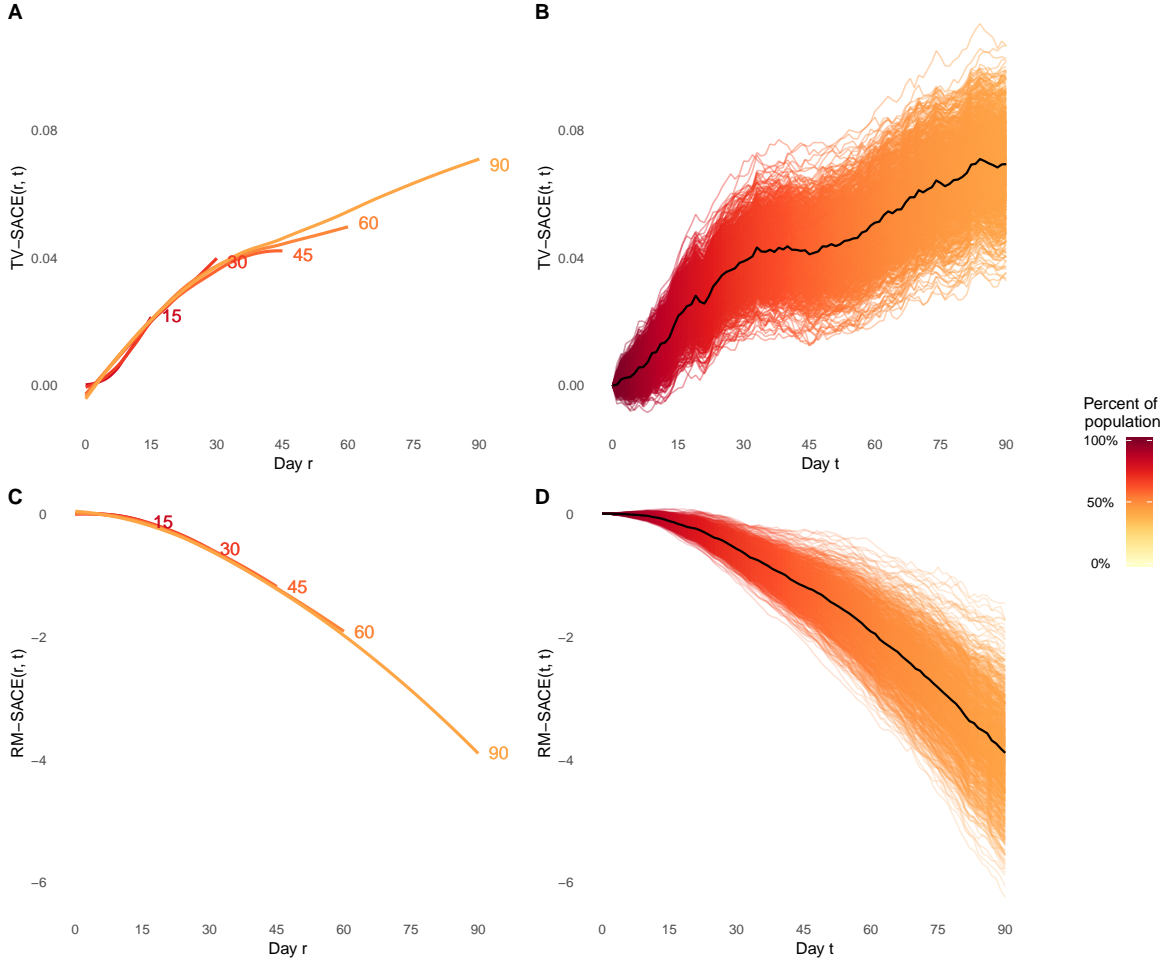 A
TV−SACE(r, t)
0.08
0.04
0.00
15
30
45
60
90
0 15 30 45 60 75 90
Day r
B
TV−SACE(t, t)
0.08
0.04
0.00
0 15 30 45 60 75 90
Day t
Percent of
population
100%
50%
0%
C
RM−SACE(r, t)
0
−2
−4
−6
15
30
45
60
90
0 15 30 45 60 75 90
Day r
D
RM−SACE(t, t)
0
−2
−4
−6
0 15 30 45 60 75 90
Day t